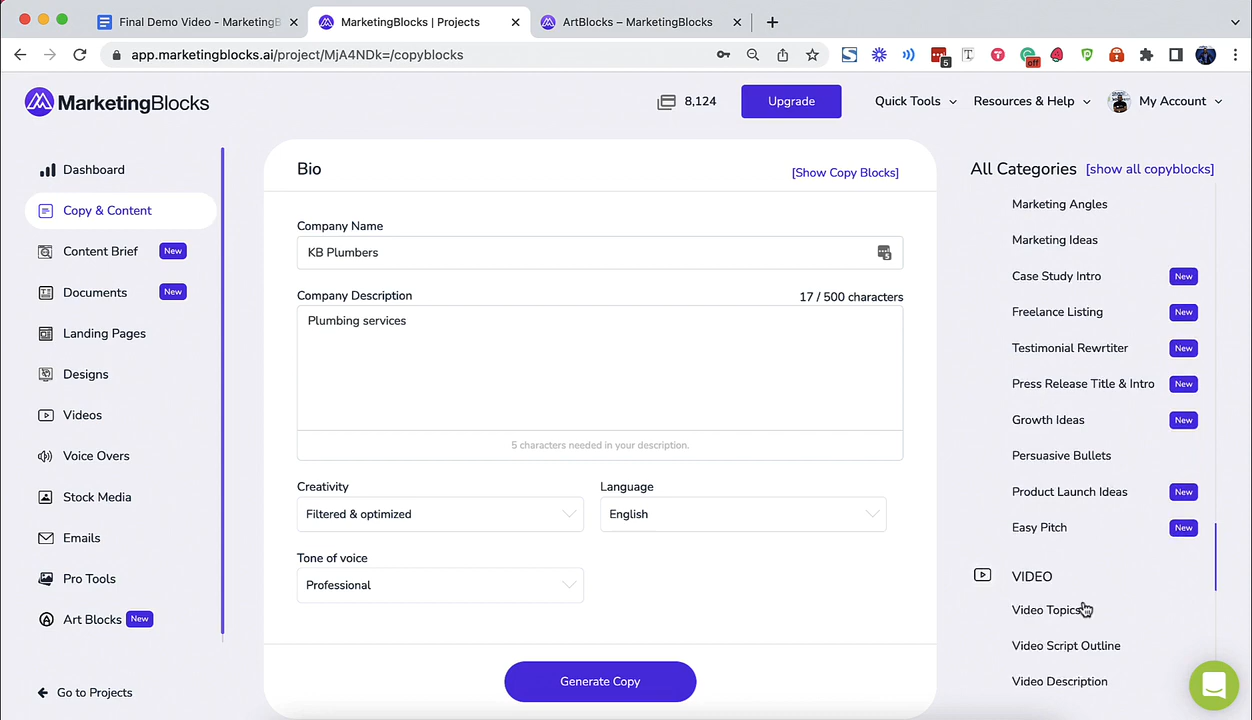 Final Demo Video - MarketingB
MarketingBlocks | Projects
ArtBlocks – MarketingBlocks
app.marketingblocks.ai/project/MjA4NDk=/copyblocks
5
off
MarketingBlocks
8,124
Upgrade
Quick Tools
Resources & Help
My Account
Dashboard
Copy & Content
Content Brief New
Documents New
Landing Pages
Designs
Videos
Voice Overs
Stock Media
Emails
Pro Tools
Art Blocks New
Go to Projects
Bio
[Show Copy Blocks]
Company Name
KB Plumbers
Company Description
17 / 500 characters
Plumbing services
5 characters needed in your description.
Creativity
Language
Filtered & optimized
English
Tone of voice
Professional
Generate Copy
All Categories [show all copyblocks]
Marketing Angles
Marketing Ideas
Case Study Intro New
Freelance Listing New
Testimonial Rewrtiter New
Press Release Title & Intro New
Growth Ideas New
Persuasive Bullets
Product Launch Ideas New
Easy Pitch New
VIDEO
Video Topics
Video Script Outline
Video Description